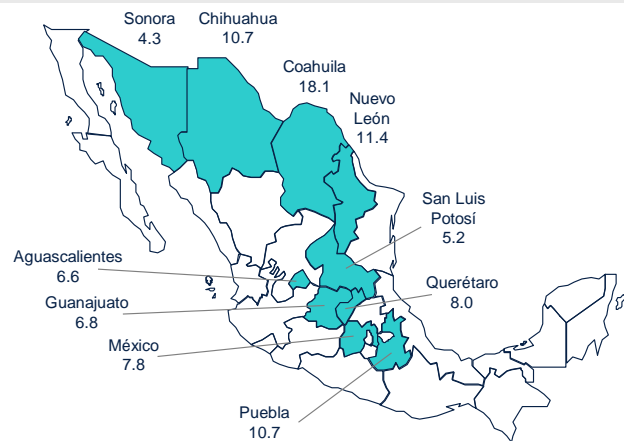 Sonora
4.3
Chihuahua
10.7
Coahuila
18.1
Nuevo
León
11.4
San Luis
Potosí
5.2
Aguascalientes
6.6
Querétaro
8.0
Guanajuato
6.8
México
7.8
Puebla
10.7